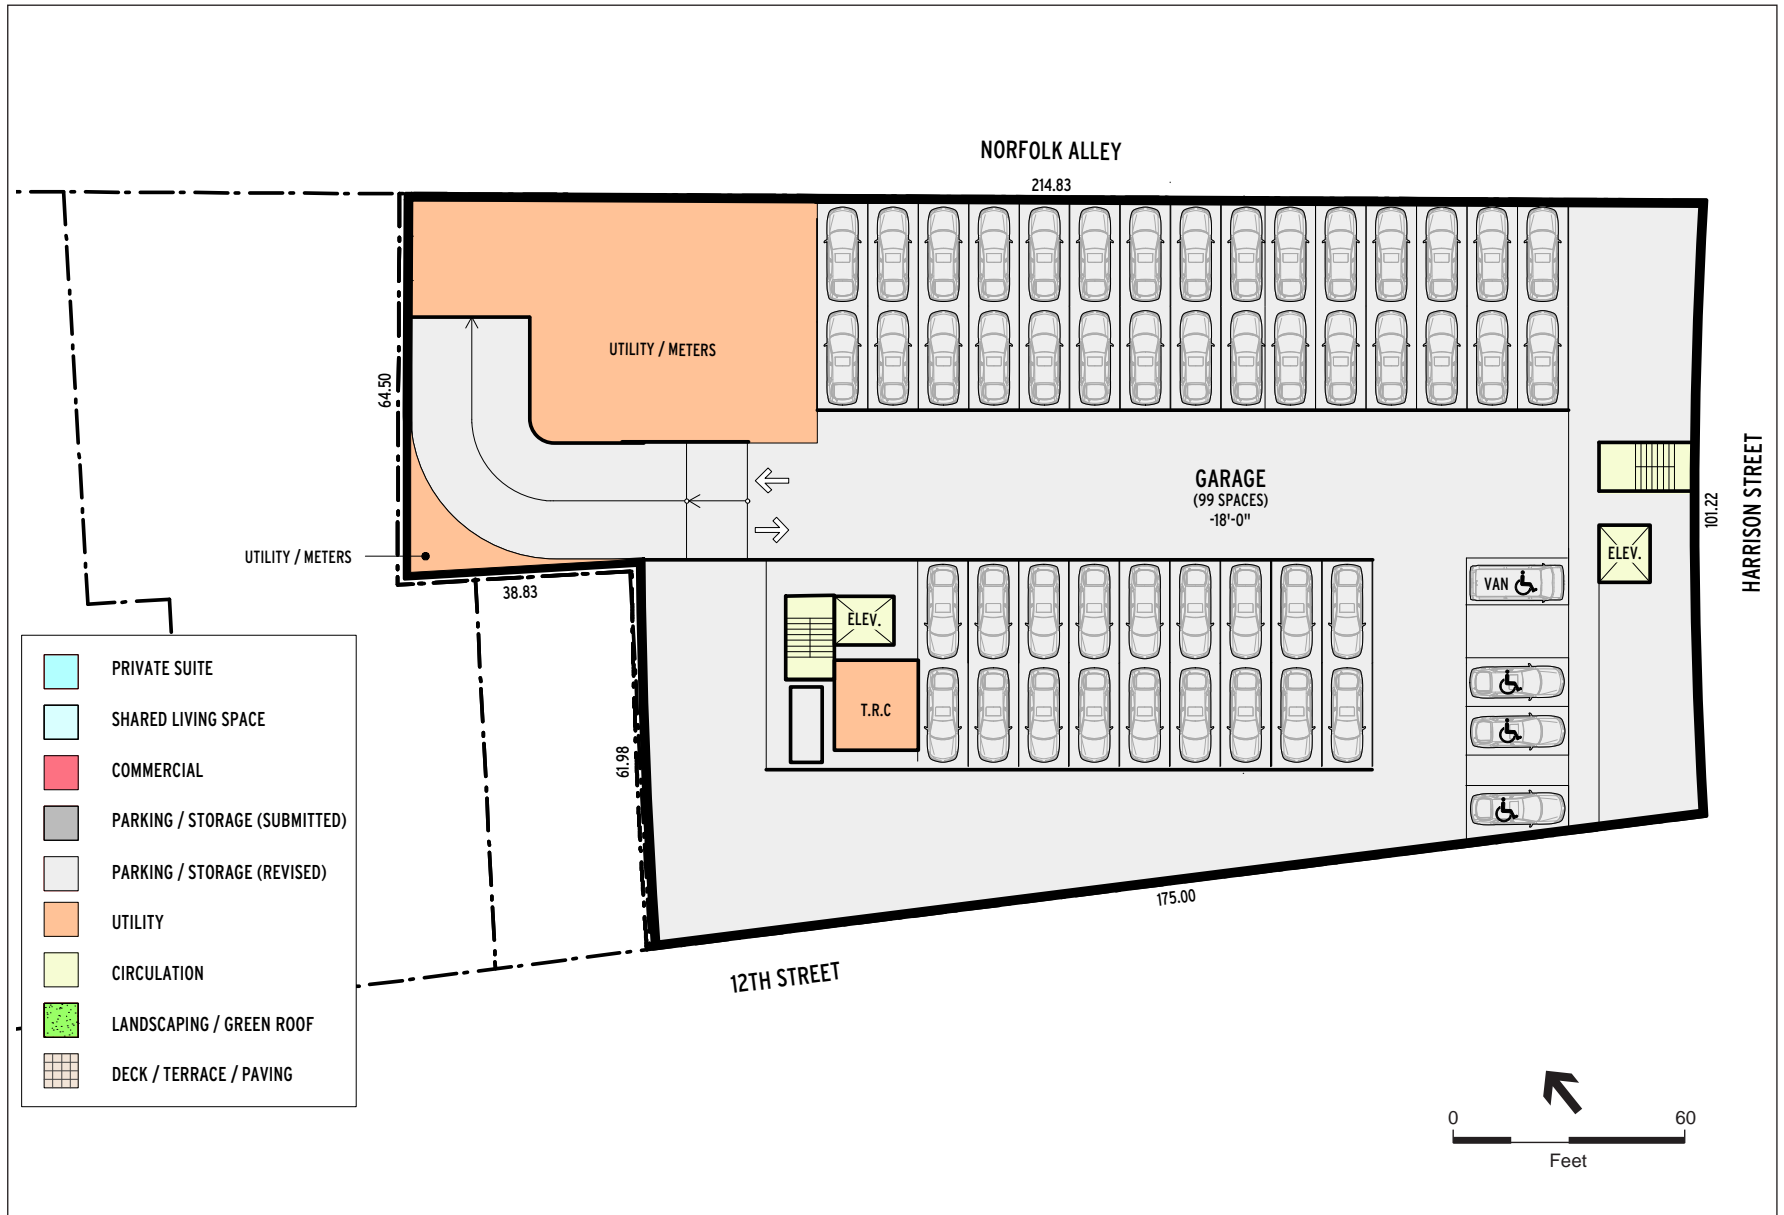 NORFOLK ALLEY
214.83
UTILITY / METERS
64.50
GARAGE
(99 SPACES)
-18'-0"
HARRISON STREET
101.22
ELEV.
UTILITY / METERS
38.83
VAN
ELEV.
T.R.C
61.98
175.00
12TH STREET
PRIVATE SUITE
SHARED LIVING SPACE
COMMERCIAL
PARKING / STORAGE (SUBMITTED)
PARKING / STORAGE (REVISED)
UTILITY
CIRCULATION
LANDSCAPING / GREEN ROOF
DECK / TERRACE / PAVING
0 60
Feet